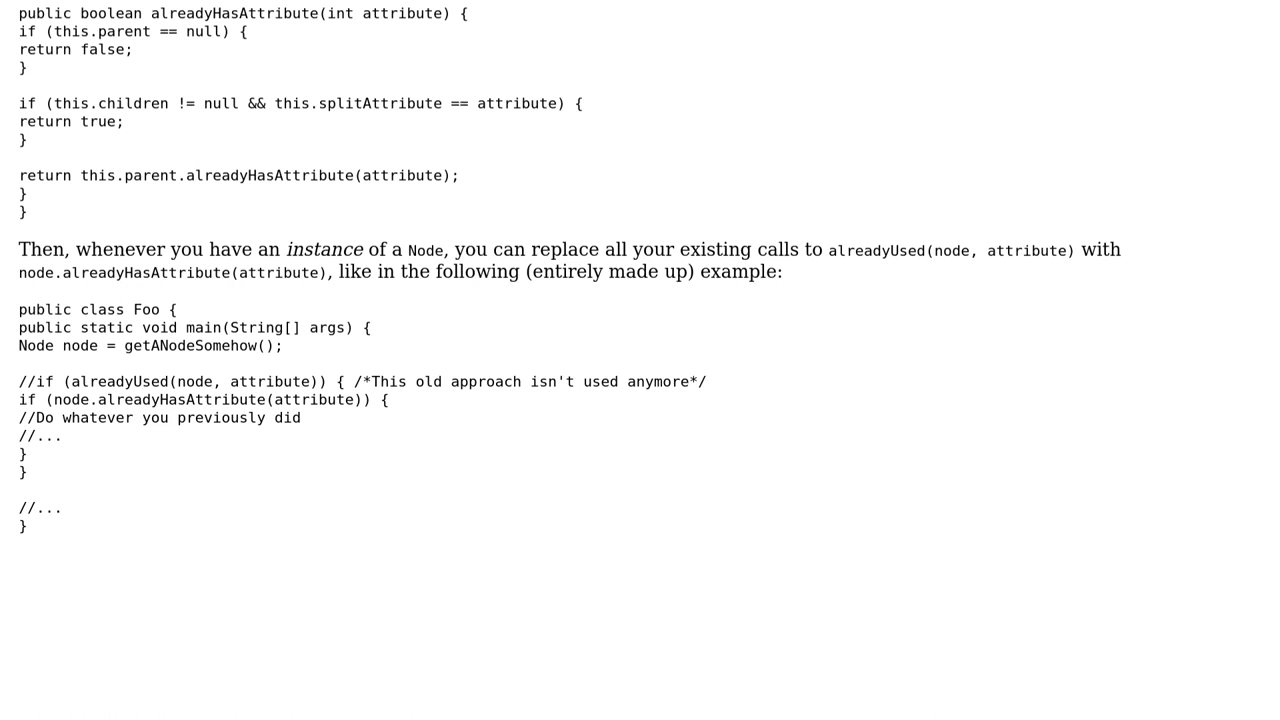 public boolean alreadyHasAttribute(int attribute) {
if (this.parent == null) {
return false;
}
if (this.children != null && this.splitAttribute == attribute) {
return true;
}
return this.parent.alreadyHasAttribute(attribute);
}
}
Then, whenever you have an instance of a Node, you can replace all your existing calls to alreadyUsed(node, attribute) with
node.alreadyHasAttribute(attribute), like in the following (entirely made up) example:
public class Foo {
public static void main(String[] args) {
Node node = getANodeSomehow();
//if (alreadyUsed(node, attribute)) { /*This old approach isn't used anymore*/
if (node.alreadyHasAttribute(attribute)) {
//Do whatever you previously did
//...
}
}
//...
}